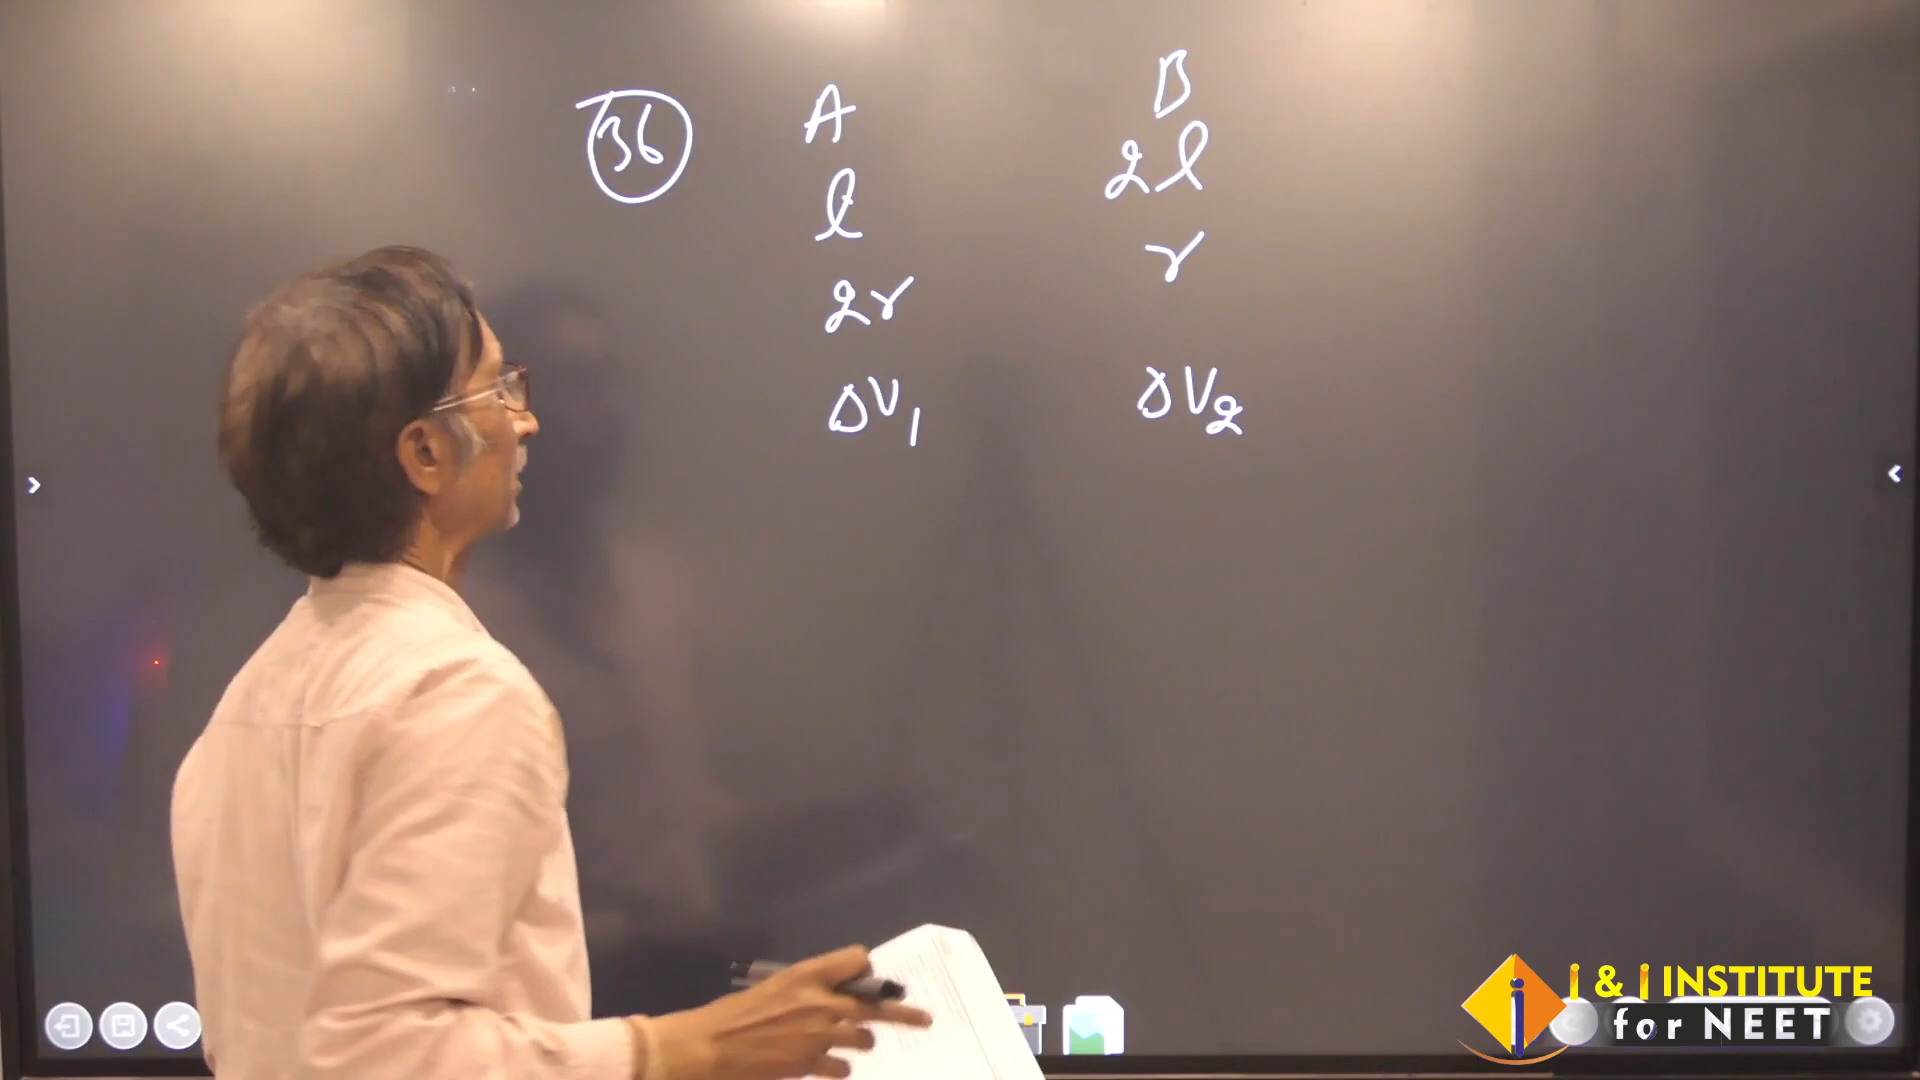 36
A
B
l
2l
2r
r
ΔV1
ΔV2
i & j INSTITUTE
for NEET